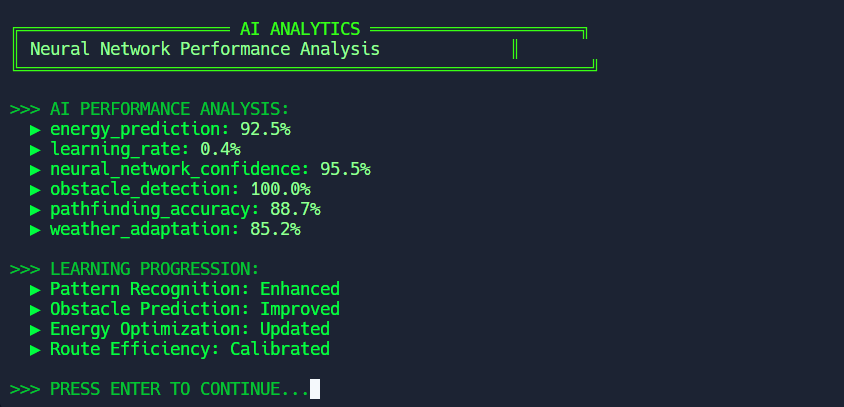 AI ANALYTICS
Neural Network Performance Analysis
>>> AI PERFORMANCE ANALYSIS:
▶ energy_prediction: 92.5%
▶ learning_rate: 0.4%
▶ neural_network_confidence: 95.5%
▶ obstacle_detection: 100.0%
▶ pathfinding_accuracy: 88.7%
▶ weather_adaptation: 85.2%
>>> LEARNING PROGRESSION:
▶ Pattern Recognition: Enhanced
▶ Obstacle Prediction: Improved
▶ Energy Optimization: Updated
▶ Route Efficiency: Calibrated
>>> PRESS ENTER TO CONTINUE...